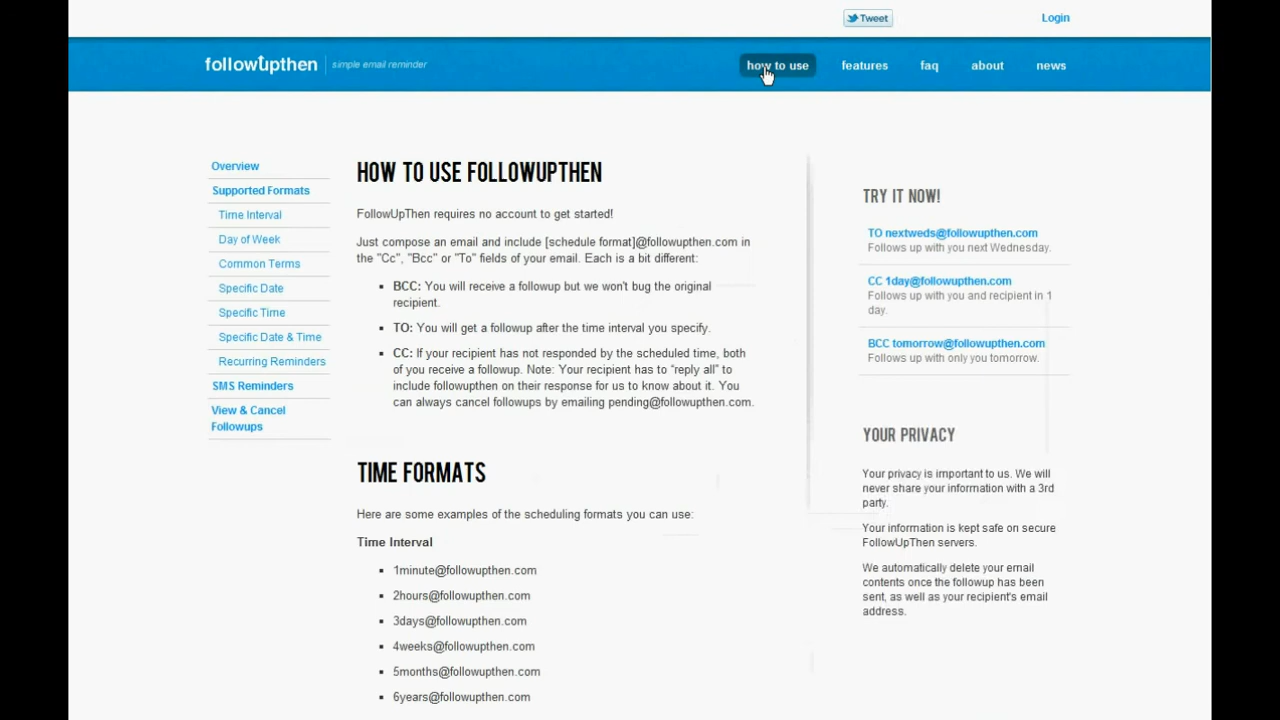 Tweet
Login
followupthen
simple email reminder
how to use
features
faq
about
news
Overview
Supported Formats
Time Interval
Day of Week
Common Terms
Specific Date
Specific Time
Specific Date & Time
Recurring Reminders
SMS Reminders
View & Cancel
Followups
HOW TO USE FOLLOWUPTHEN
FollowUpThen requires no account to get started!
Just compose an email and include [schedule format]@followupthen.com in
the "Cc", "Bcc" or "To" fields of your email. Each is a bit different:
BCC: You will receive a followup but we won't bug the original
recipient.
TO: You will get a followup after the time interval you specify.
CC: If your recipient has not responded by the scheduled time, both
of you receive a followup. Note: Your recipient has to “reply all” to
include followupthen on their response for us to know about it. You
can always cancel followups by emailing pending@followupthen.com.
TIME FORMATS
Here are some examples of the scheduling formats you can use:
Time Interval
1minute@followupthen.com
2hours@followupthen.com
3days@followupthen.com
4weeks@followupthen.com
5months@followupthen.com
6years@followupthen.com
TRY IT NOW!
TO nextweds@followupthen.com
Follows up with you next Wednesday.
CC 1day@followupthen.com
Follows up with you and recipient in 1
day.
BCC tomorrow@followupthen.com
Follows up with only you tomorrow.
YOUR PRIVACY
Your privacy is important to us. We will
never share your information with a 3rd
party.
Your information is kept safe on secure
FollowUpThen servers.
We automatically delete your email
contents once the followup has been
sent, as well as your recipient's email
address.